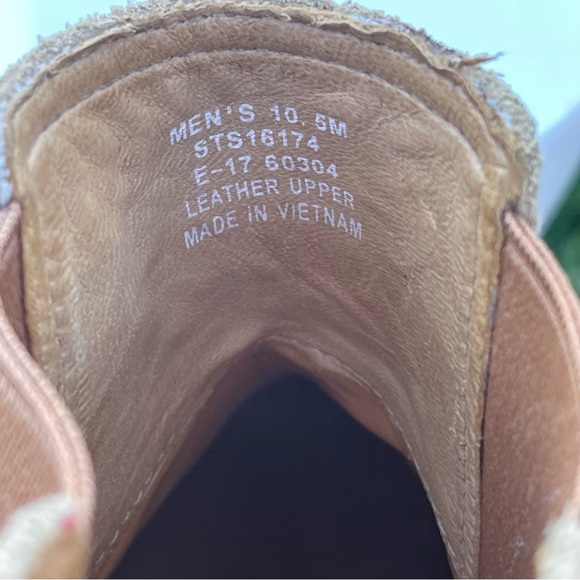 MEN'S 10.5M
STS16174
E-17 60304
LEATHER UPPER
MADE IN VIETNAM